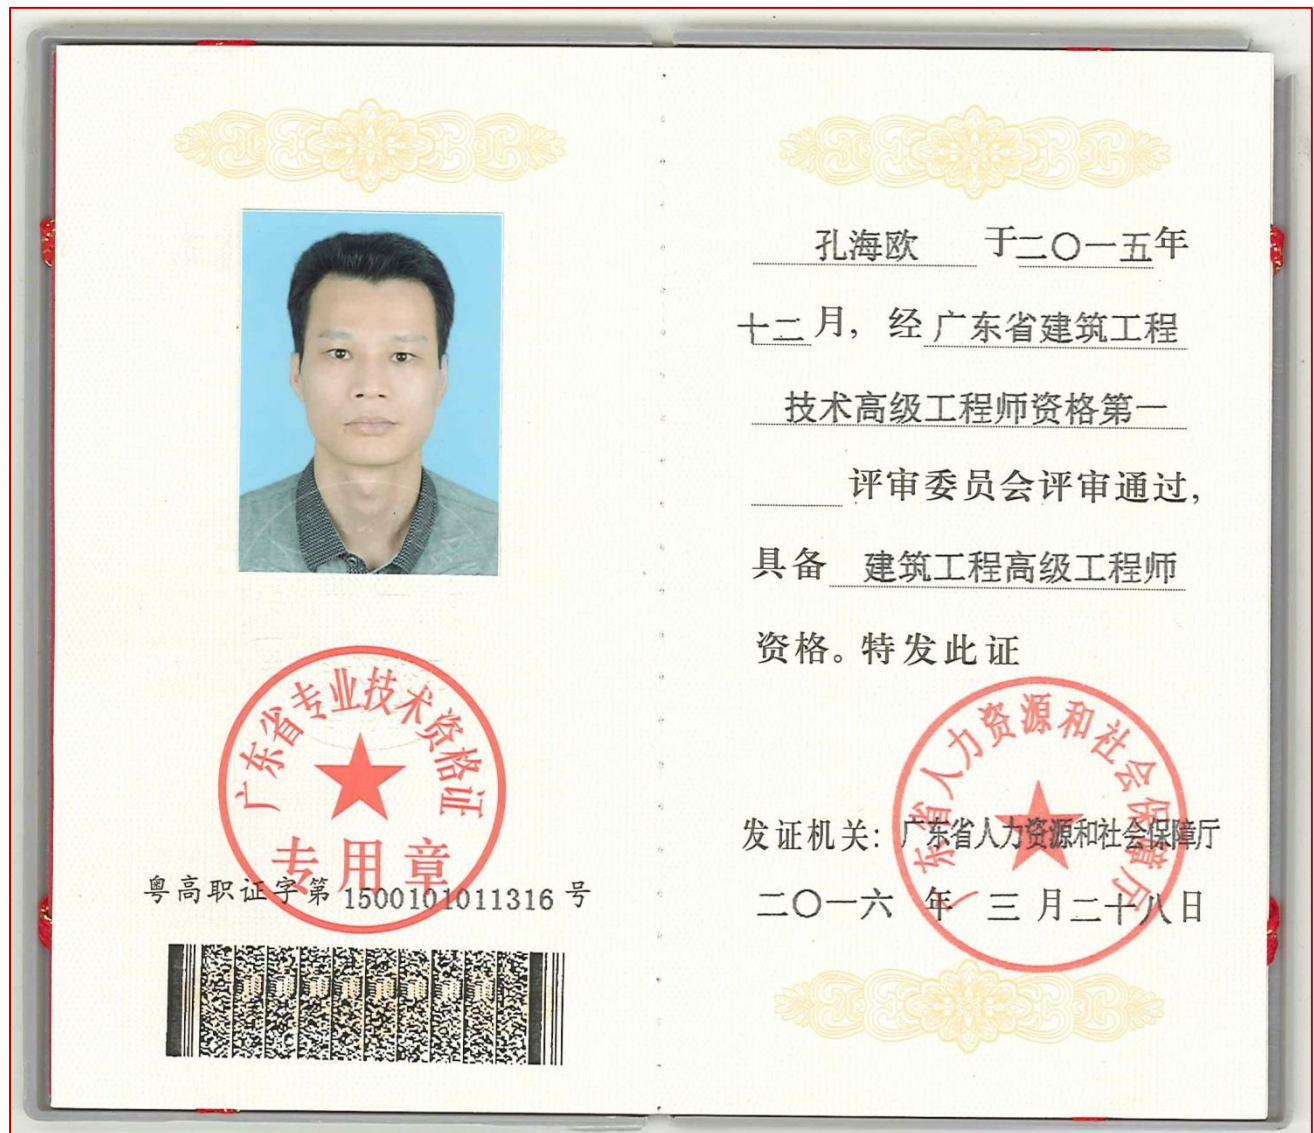 广东省专业技术资格证
专用章
粤高职证字第 1500101011316 号
孔海欧 于二〇一五年
十二月，经广东省建筑工程
技术高级工程师资格第一
评审委员会评审通过，
具备 建筑工程高级工程师
资格。特发此证
广东省人力资源和社会保障厅
发证机关：广东省人力资源和社会保障厅
二〇一六 年 三 月二十八日